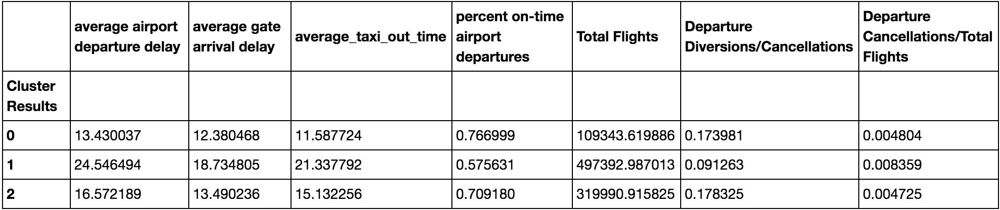 average airport departure delay average gate arrival delay average_taxi_out_time percent on-time airport departures Total Flights Departure Diversions/Cancellations Departure Cancellations/Total Flights
Cluster Results
0 13.430037 12.380468 11.587724 0.766999 109343.619886 0.173981 0.004804
1 24.546494 18.734805 21.337792 0.575631 497392.987013 0.091263 0.008359
2 16.572189 13.490236 15.132256 0.709180 319990.915825 0.178325 0.004725